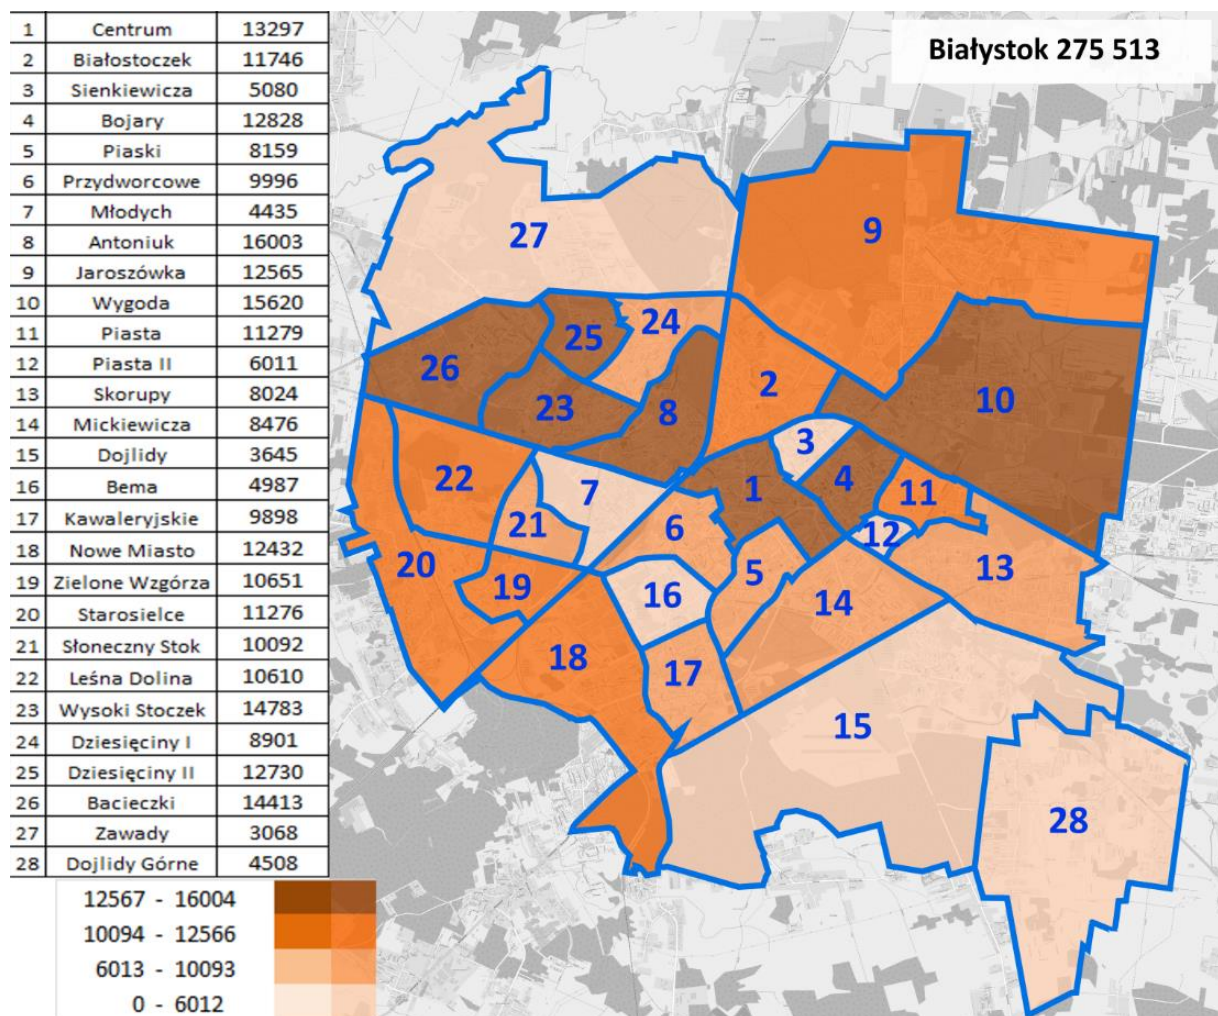 1 Centrum 13297
2 Białostoczek 11746
3 Sienkiewicza 5080
4 Bojary 12828
5 Piaski 8159
6 Przydworcowe 9996
7 Młodych 4435
8 Antoniuk 16003
9 Jaroszówka 12565
10 Wygoda 15620
11 Piasta 11279
12 Piasta II 6011
13 Skorupy 8024
14 Mickiewicza 8476
15 Dojlidy 3645
16 Bema 4987
17 Kawaleryjskie 9898
18 Nowe Miasto 12432
19 Zielone Wzgórza 10651
20 Starosielce 11276
21 Słoneczny Stok 10092
22 Leśna Dolina 10610
23 Wysoki Stoczek 14783
24 Dziesięciny I 8901
25 Dziesięciny II 12730
26 Bacieczki 14413
27 Zawady 3068
28 Dojlidy Górne 4508
12567 - 16004
10094 - 12566
6013 - 10093
0 - 6012
Białystok 275 513
27
9
24
25
26
2
23
8
10
3
22
7
1
4
11
21
6
12
20
19
5
13
16
14
18
17
15
28